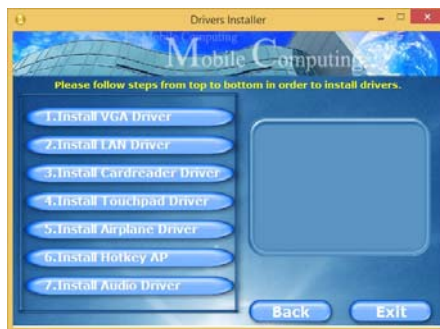 Drivers Installer
Mobile Computing
Mobile Computing
Please follow steps from top to bottom in order to install drivers.
1.Install VGA Driver
2.Install LAN Driver
3.Install Cardreader Driver
4.Install Touchpad Driver
5.Install Airplane Driver
6.Install Hotkey AP
7.Install Audio Driver
Back Exit